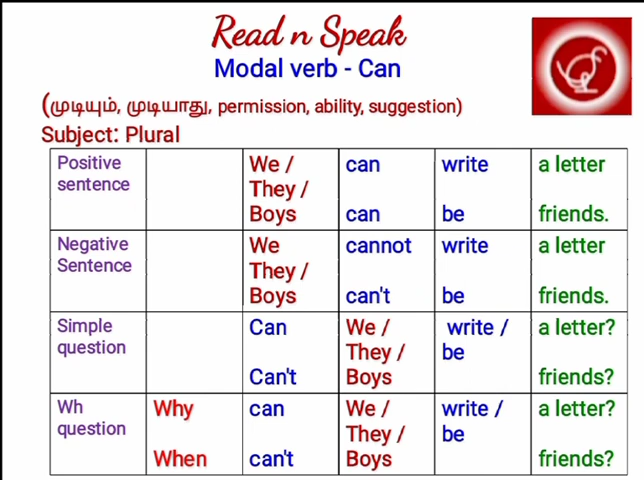 Read n Speak
Modal verb - Can
(முடியும், முடியாது, permission, ability, suggestion)
Subject: Plural
Positive sentence We / They / Boys can can write be a letter friends.
Negative Sentence We They / Boys cannot can't write be a letter friends.
Simple question Can Can't We / They / Boys write / be a letter? friends?
Wh question Why When can can't We / They / Boys write / be a letter? friends?